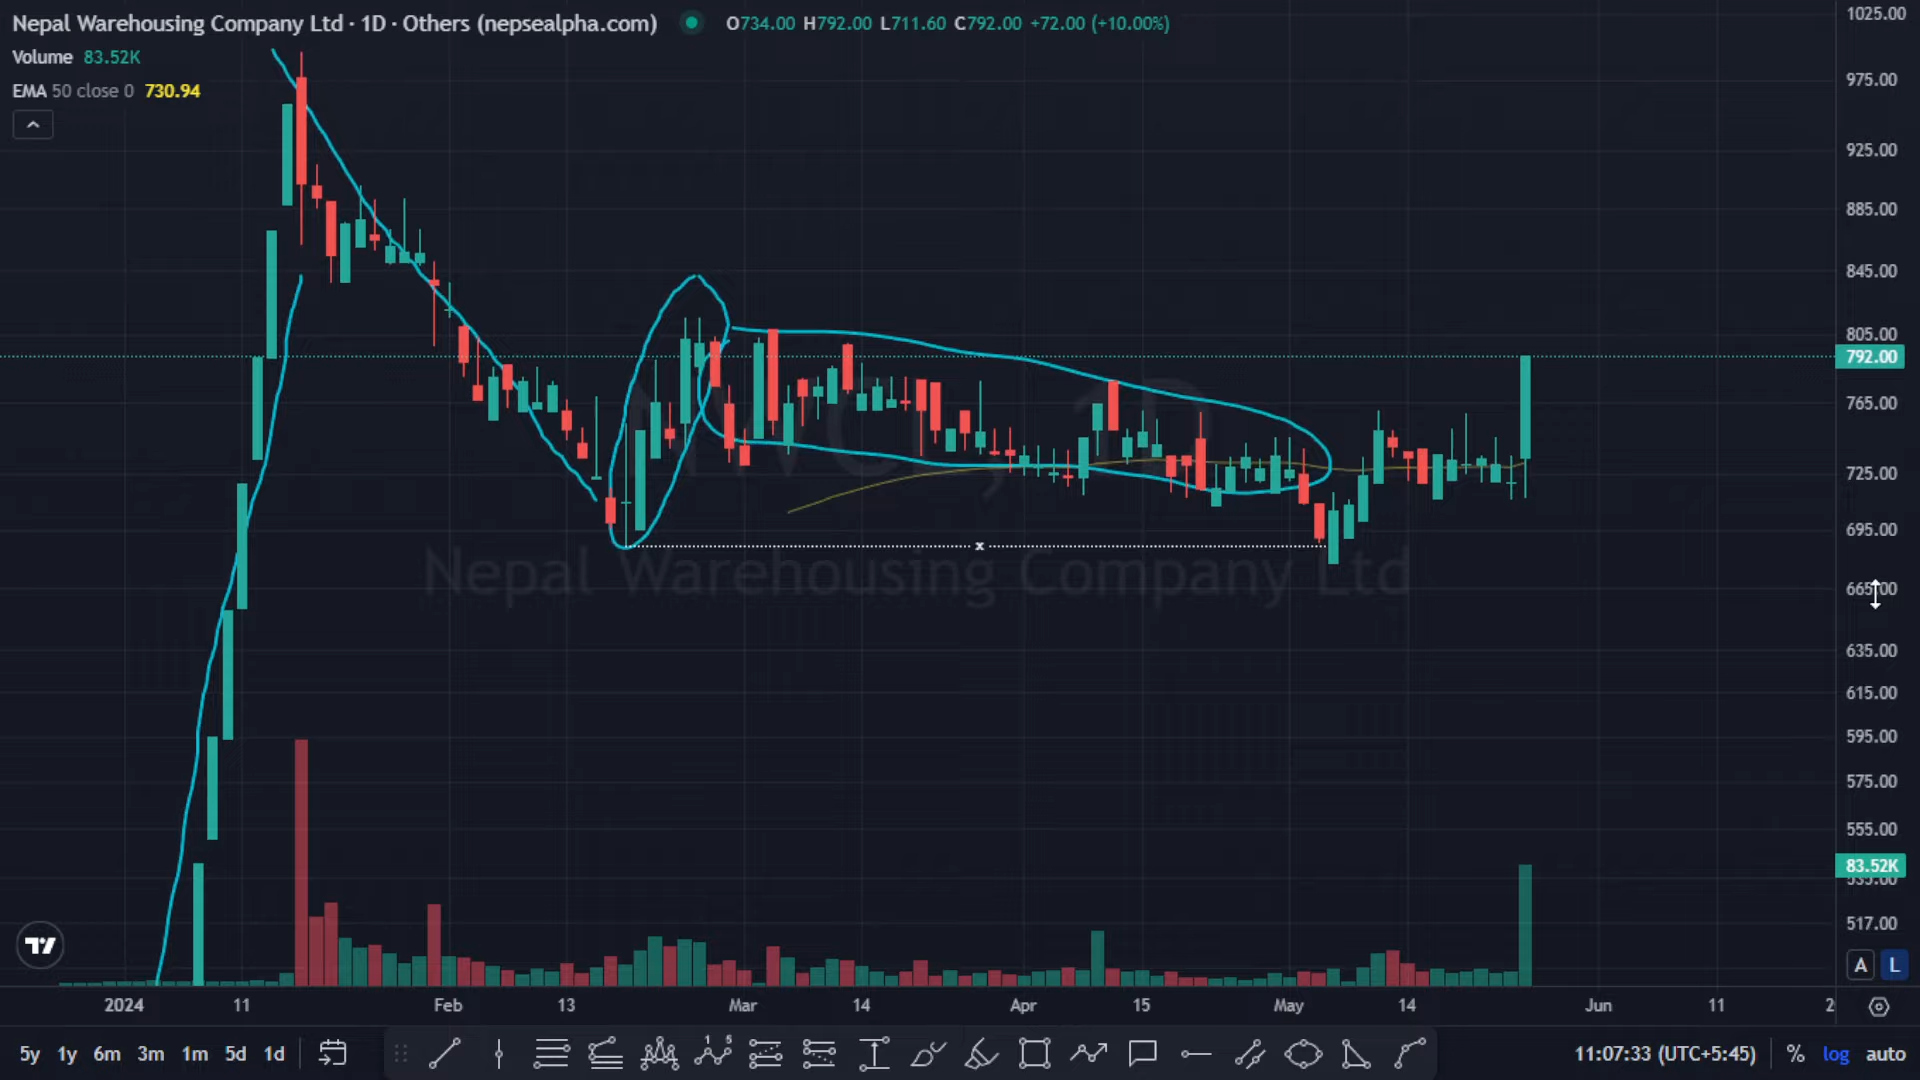 Nepal Warehousing Company Ltd · 1D · Others (nepsealpha.com) O734.00 H792.00 L711.60 C792.00 +72.00 (+10.00%)
Volume 83.52K
EMA 50 close 0 730.94
1025.00
975.00
925.00
885.00
845.00
805.00
792.00
765.00
725.00
695.00
665.00
635.00
615.00
595.00
575.00
555.00
83.52K
535.00
517.00
Nepal Warehousing Company Ltd
A L
2024 11 Feb 13 Mar 14 Apr 15 May 14 Jun 11
5y 1y 6m 3m 1m 5d 1d 11:07:33 (UTC+5:45) % log auto